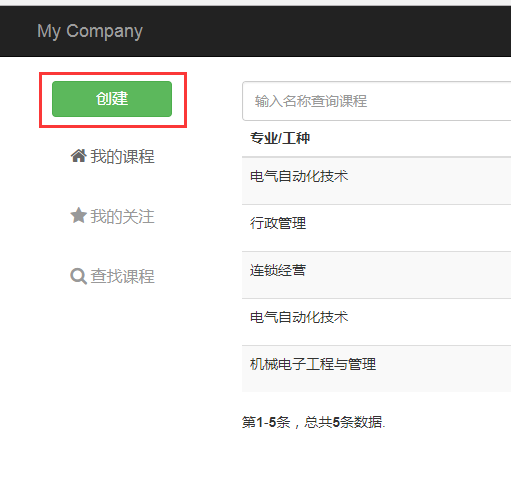 My Company
创建
我的课程
我的关注
查找课程
输入名称查询课程
专业/工种
电气自动化技术
行政管理
连锁经营
电气自动化技术
机械电子工程与管理
第1-5条，总共5条数据.